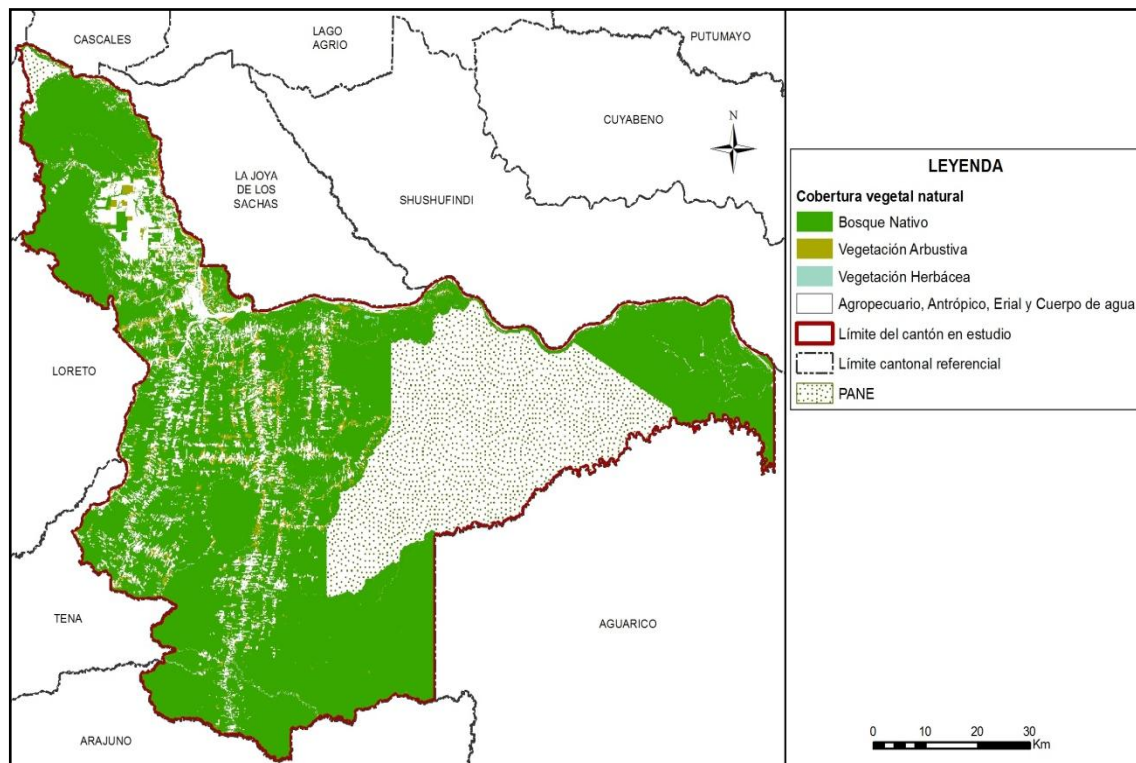 CASCALES
LAGO
AGRIO
PUTUMAYO
CUYABENO
N
LA JOYA
DE LOS
SACHAS
SHUSHUFINDI
LORETO
TENA
AGUARICO
ARAJUNO
LEYENDA
Cobertura vegetal natural
Bosque Nativo
Vegetación Arbustiva
Vegetación Herbácea
Agropecuario, Antrópico, Erial y Cuerpo de agua
Límite del cantón en estudio
Límite cantonal referencial
PANE
0 10 20 30
Km